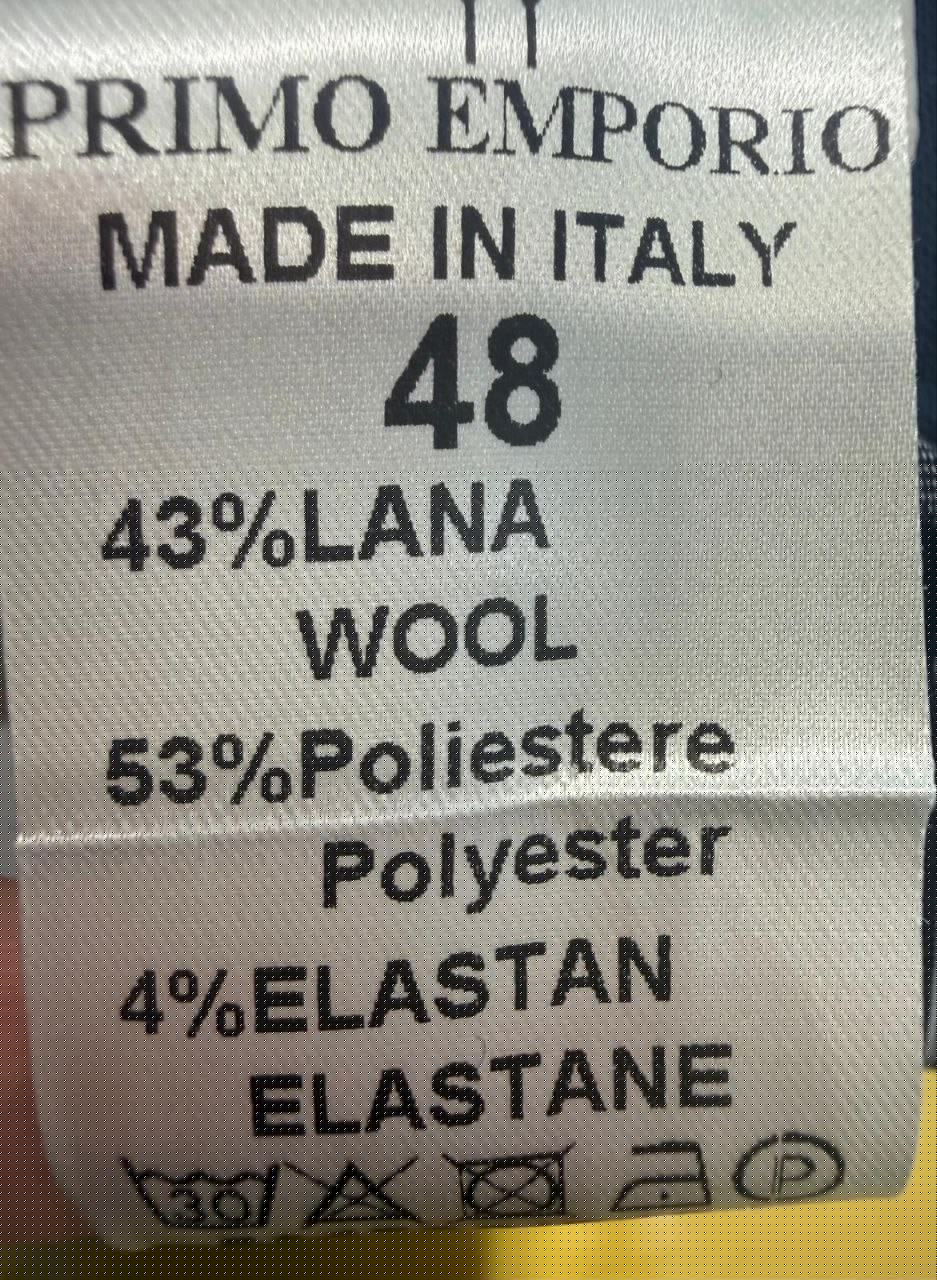 PRIMO EMPORIO
MADE IN ITALY
48
43%LANA
WOOL
53%Poliestere
Polyester
4%ELASTAN
ELASTANE
30 P